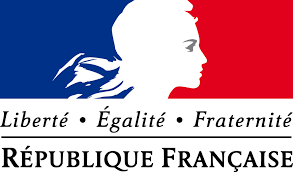 Liberté • Égalité • Fraternité
RÉPUBLIQUE FRANÇAISE